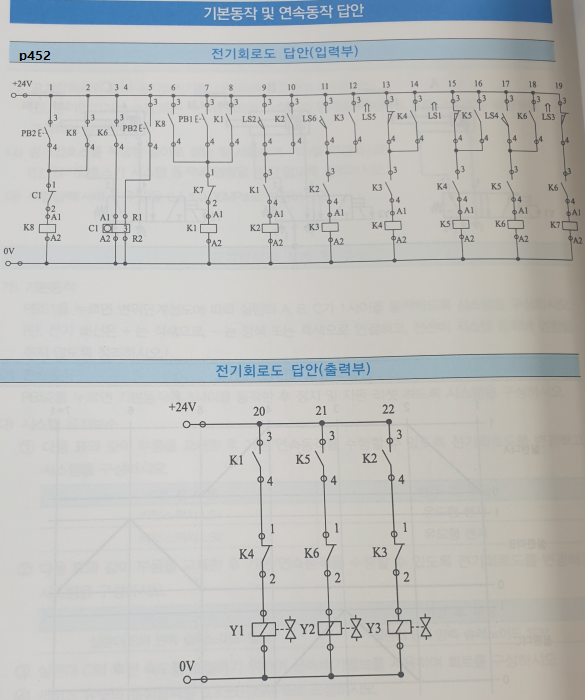 기본동작 및 연속동작 답안
p452
전기회로도 답안(입력부)
+24V 1 2 3 4 5 6 7 8 9 10 11 12 13 14 15 16 17 18 19
3 3 3 3 3 3 3 3 3 3 3 3 3 3 3 3 3 3
PB2 K8 K6 PB2 K8 PB1 K1 LS2 K2 LS6 K3 LS5 K4 LS1 K5 LS4 K6 LS3
4 4 4 4 4 4 4 4 4 4 4 4 4 4 4 4 4 4
1 1 3 3 3 3 3 3
C1 K7 K1 K2 K3 K4 K5 K6
2 2 4 4 4 4 4 4
A1 A1 R1 A1 A1 A1 A1 A1 A1 A1
K8 C1 K1 K2 K3 K4 K5 K6 K7
A2 A2 R2 A2 A2 A2 A2 A2 A2 A2
0V
전기회로도 답안(출력부)
+24V 20 21 22
3 3 3
K1 K5 K2
4 4 4
1 1 1
K4 K6 K3
2 2 2
Y1 Y2 Y3
0V